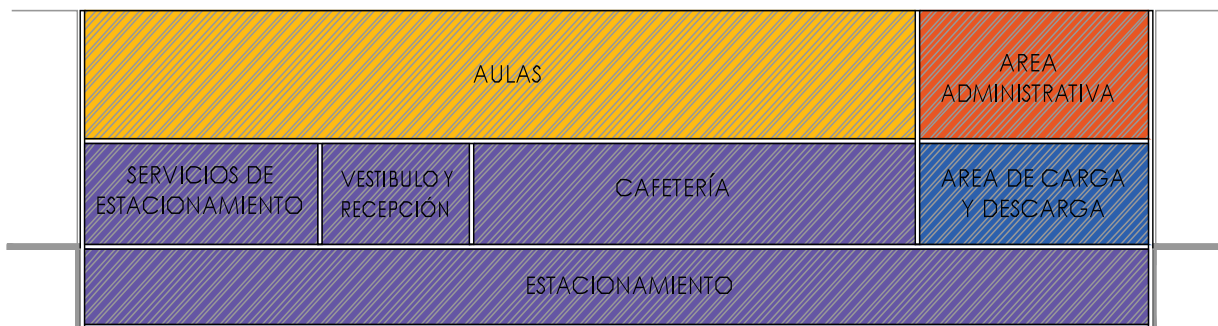 AULAS
AREA
ADMINISTRATIVA
SERVICIOS DE
ESTACIONAMIENTO
VESTIBULO Y
RECEPCIÓN
CAFETERÍA
AREA DE CARGA
Y DESCARGA
ESTACIONAMIENTO